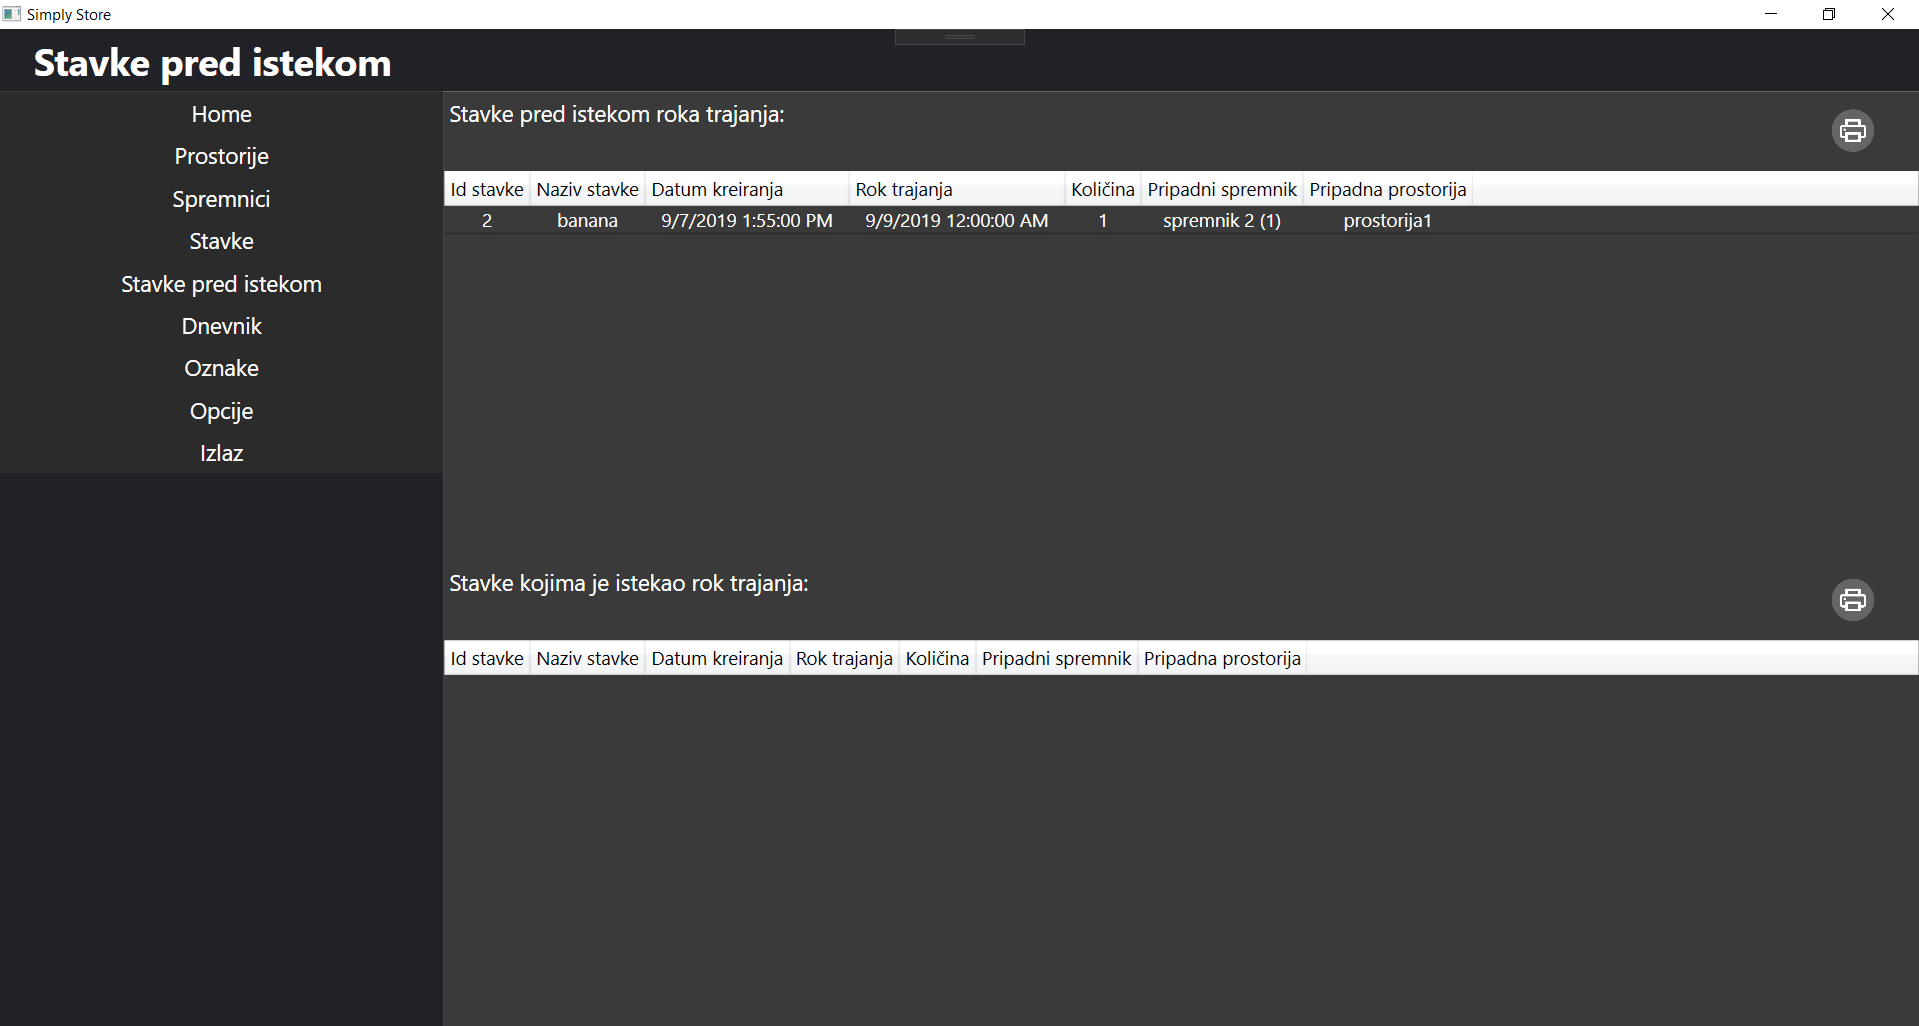 Simply Store
Stavke pred istekom
Home
Prostorije
Spremnici
Stavke
Stavke pred istekom
Dnevnik
Oznake
Opcije
Izlaz
Stavke pred istekom roka trajanja:
Id stavke Naziv stavke Datum kreiranja Rok trajanja Količina Pripadni spremnik Pripadna prostorija
2 banana 9/7/2019 1:55:00 PM 9/9/2019 12:00:00 AM 1 spremnik 2 (1) prostorija1
Stavke kojima je istekao rok trajanja:
Id stavke Naziv stavke Datum kreiranja Rok trajanja Količina Pripadni spremnik Pripadna prostorija